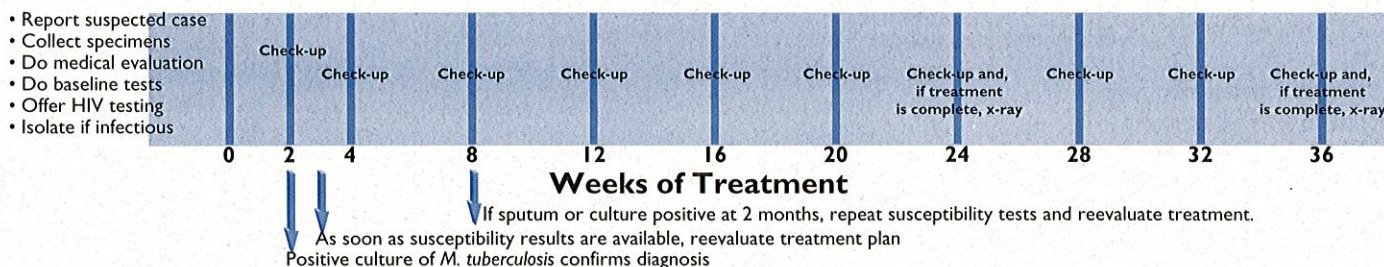 • Report suspected case
• Collect specimens
• Do medical evaluation
• Do baseline tests
• Offer HIV testing
• Isolate if infectious
Check-up
Check-up
Check-up
Check-up
Check-up
Check-up
Check-up and,
if treatment
is complete, x-ray
Check-up
Check-up
Check-up and,
if treatment
is complete, x-ray
0 2 4 8 12 16 20 24 28 32 36
Weeks of Treatment
If sputum or culture positive at 2 months, repeat susceptibility tests and reevaluate treatment.
As soon as susceptibility results are available, reevaluate treatment plan
Positive culture of M. tuberculosis confirms diagnosis